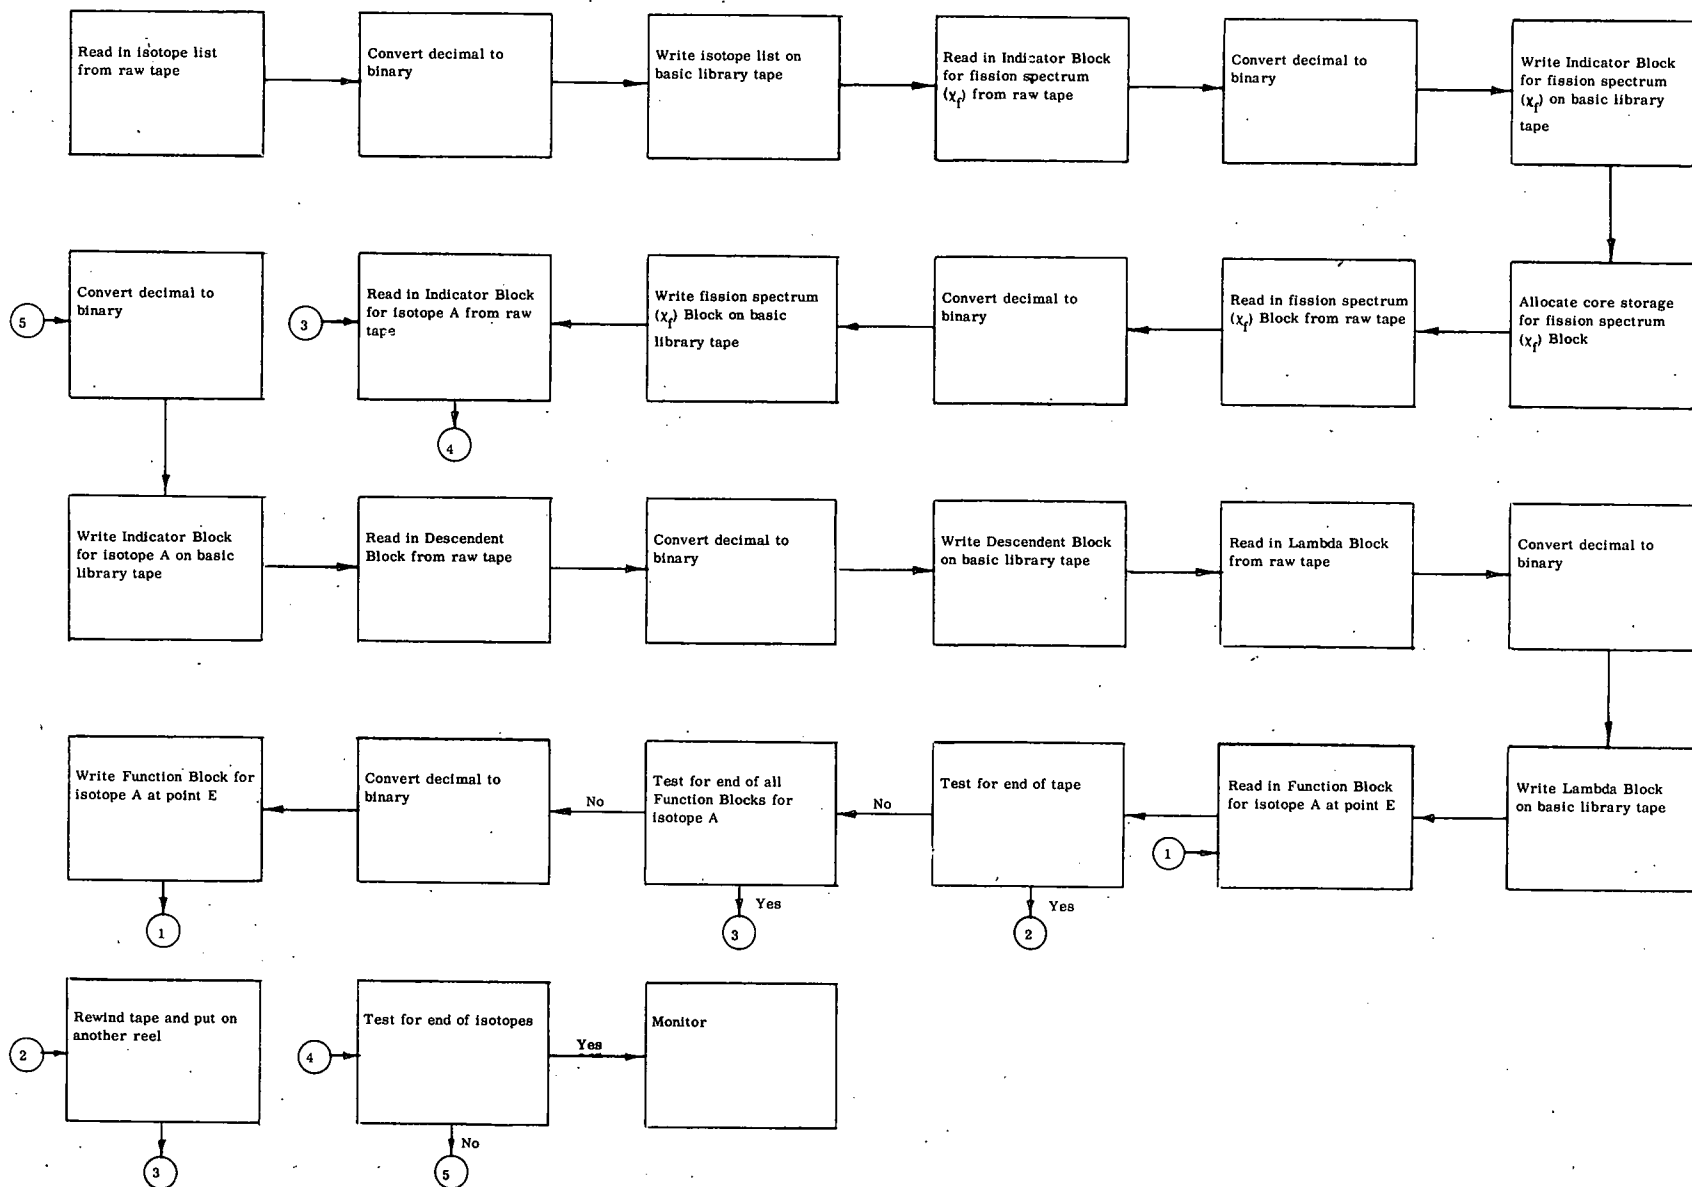 Read in isotope list
from raw tape
Convert decimal to
binary
Write isotope list on
basic library tape
Read in Indicator Block
for fission spectrum
(χf) from raw tape
Convert decimal to
binary
Write Indicator Block
for fission spectrum
(χf) on basic library
tape
5
Convert decimal to
binary
3
Read in Indicator Block
for isotope A from raw
tape
4
Write fission spectrum
(χf) Block on basic
library tape
Convert decimal to
binary
Read in fission spectrum
(χf) Block from raw tape
Allocate core storage
for fission spectrum
(χf) Block
Write Indicator Block
for isotope A on basic
library tape
Read in Descendent
Block from raw tape
Convert decimal to
binary
Write Descendent Block
on basic library tape
Read in Lambda Block
from raw tape
Convert decimal to
binary
Write Function Block for
isotope A at point E
1
Convert decimal to
binary
No
Test for end of all
Function Blocks for
isotope A
Yes
3
No
Test for end of tape
Yes
2
Read in Function Block
for isotope A at point E
1
Write Lambda Block
on basic library tape
2
Rewind tape and put on
another reel
3
4
Test for end of isotopes
No
5
Yes
Monitor